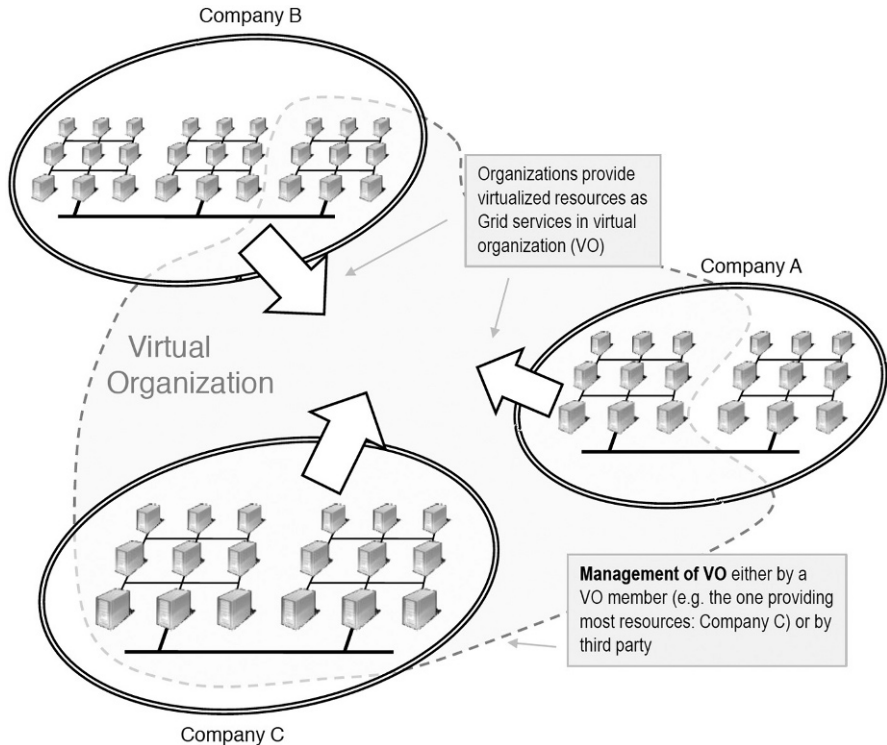 Company B
Organizations provide
virtualized resources as
Grid services in virtual
organization (VO)
Company A
Virtual
Organization
Management of VO either by a
VO member (e.g. the one providing
most resources: Company C) or by
third party
Company C